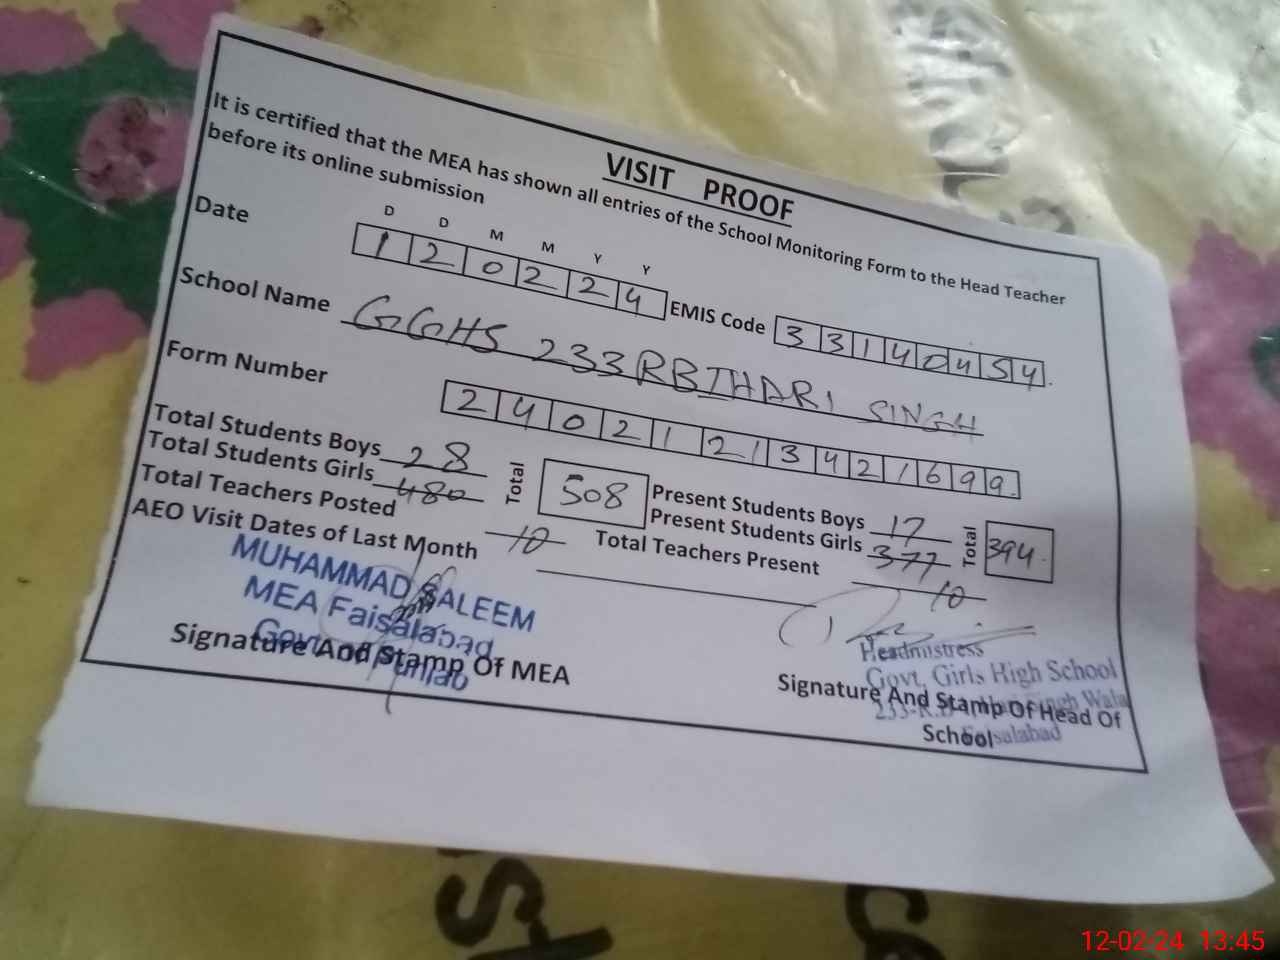 VISIT PROOF
It is certified that the MEA has shown all entries of the School Monitoring Form to the Head Teacher
before its online submission
D D M M Y Y
Date 1 2 0 2 2 4 EMIS Code 3 3 1 4 0 4 5 4
School Name GGHS 233RB IHARI SINGH
Form Number 2 4 0 2 1 2 1 3 4 2 1 6 9 9
Total Students Boys 28 Total 508 Present Students Boys 17 Total 394
Total Students Girls 480 Present Students Girls 377
Total Teachers Posted 10 Total Teachers Present 10
AEO Visit Dates of Last Month
MUHAMMAD SALEEM
MEA Faisalabad
Govt. of Punjab
Signature And Stamp Of MEA
Headmistress
Govt. Girls High School
Singh Wala
Faisalabad
Signature And Stamp Of Head Of
School
12-02-24 13:45